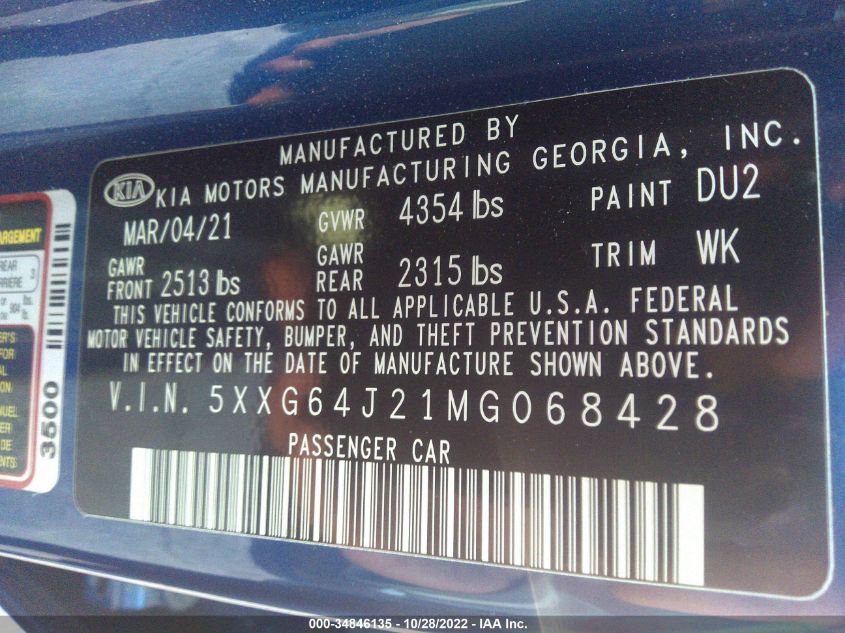 MANUFACTURED BY
KIA KIA MOTORS MANUFACTURING GEORGIA, INC.
MAR/04/21 GVWR 4354 lbs PAINT DU2
GAWR FRONT 2513 lbs GAWR REAR 2315 lbs TRIM WK
THIS VEHICLE CONFORMS TO ALL APPLICABLE U.S.A. FEDERAL
MOTOR VEHICLE SAFETY, BUMPER, AND THEFT PREVENTION STANDARDS
IN EFFECT ON THE DATE OF MANUFACTURE SHOWN ABOVE.
V.I.N. 5XXG64J21MG068428
PASSENGER CAR
ARGEMENT
REAR 3
3500
000-34846135 - 10/28/2022 - IAA Inc.